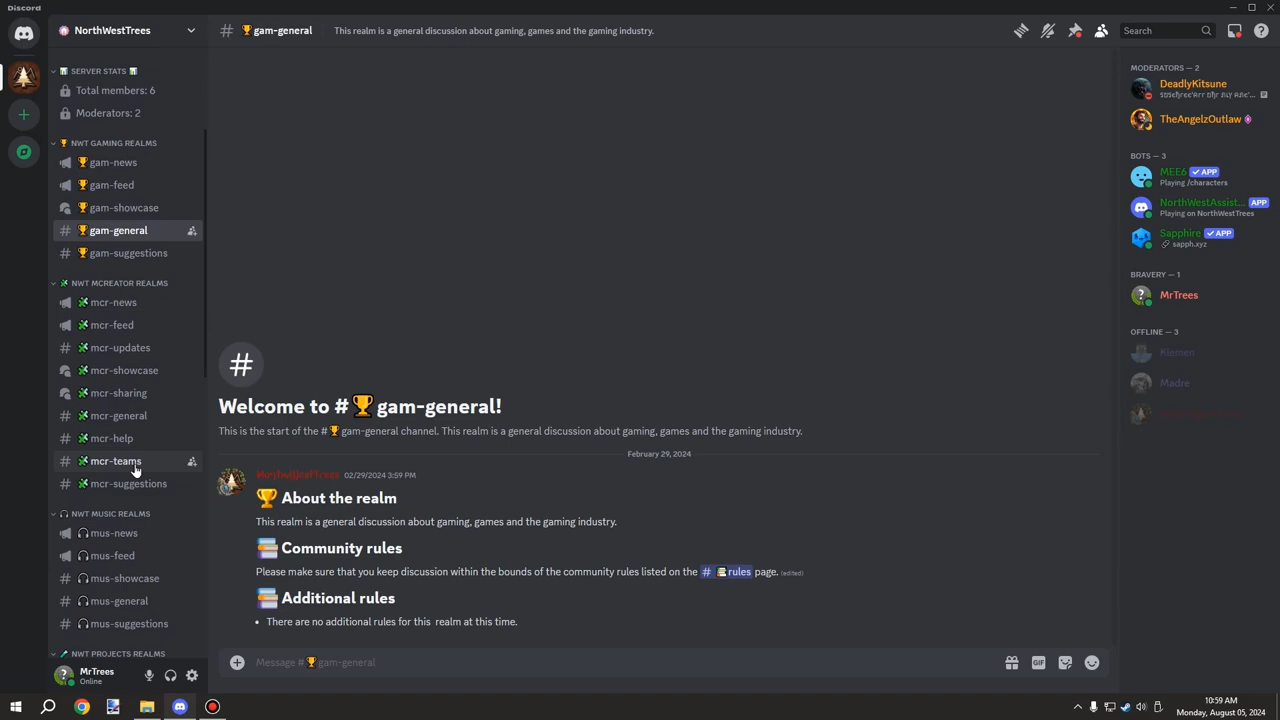 Discord
NorthWestTrees
SERVER STATS
Total members: 6
Moderators: 2
NWT GAMING REALMS
gam-news
gam-feed
gam-showcase
gam-general
gam-suggestions
NWT MCREATOR REALMS
mcr-news
mcr-feed
mcr-updates
mcr-showcase
mcr-sharing
mcr-general
mcr-help
mcr-teams
mcr-suggestions
NWT MUSIC REALMS
mus-news
mus-feed
mus-showcase
mus-general
mus-suggestions
NWT PROJECTS REALMS
MrTrees
Online
# gam-general
This realm is a general discussion about gaming, games and the gaming industry.
Search
Welcome to # gam-general!
This is the start of the # gam-general channel. This realm is a general discussion about gaming, games and the gaming industry.
February 29, 2024
02/29/2024 3:59 PM
About the realm
This realm is a general discussion about gaming, games and the gaming industry.
Community rules
Please make sure that you keep discussion within the bounds of the community rules listed on the # rules page. (edited)
Additional rules
• There are no additional rules for this realm at this time.
Message # gam-general
GIF
MODERATORS — 2
DeadlyKitsune
TheAngelzOutlaw
BOTS — 3
MEE6 ✓ APP
Playing /characters
NorthWestAssist... APP
Playing on NorthWestTrees
Sapphire ✓ APP
sapph.xyz
BRAVERY — 1
MrTrees
OFFLINE — 3
Klemen
Madre
10:59 AM
Monday, August 05, 2024